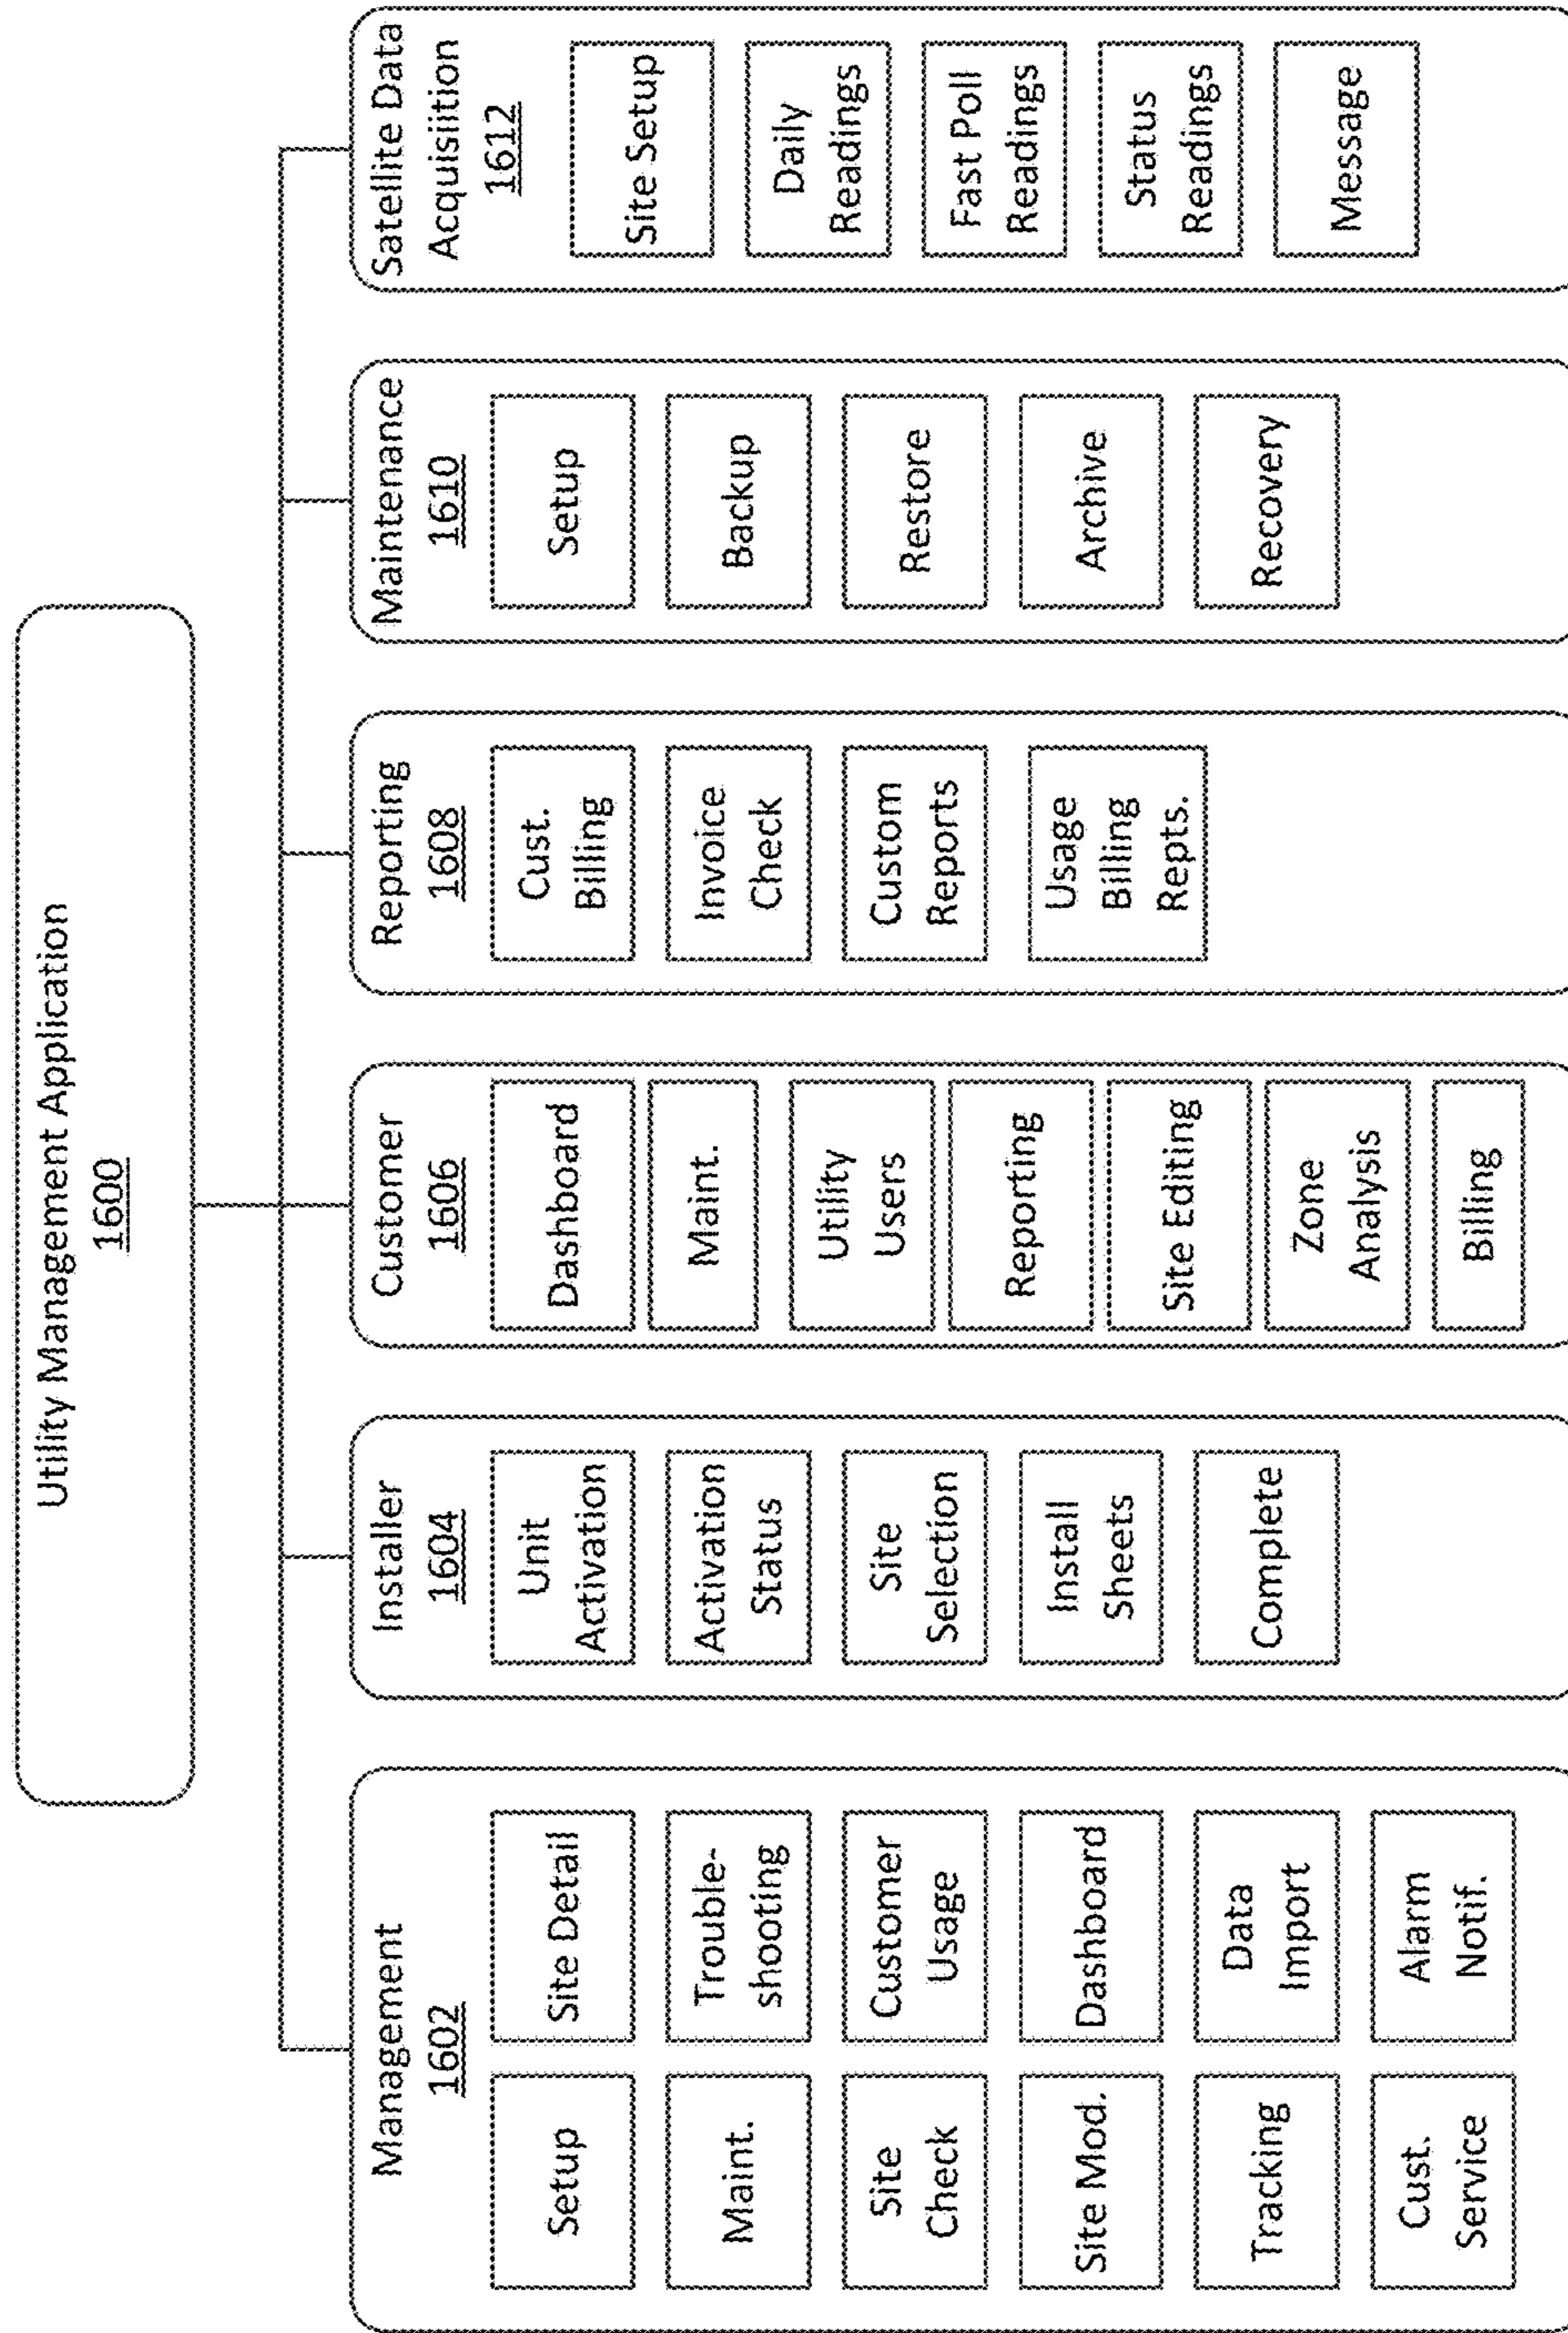 Utility Management Application
1600
Management
1602
Setup
Site Detail
Maint.
Trouble-
shooting
Site
Check
Customer
Usage
Site Mod.
Dashboard
Tracking
Data
Import
Cust.
Service
Alarm
Notif.
Installer
1604
Unit
Activation
Activation
Status
Site
Selection
Install
Sheets
Complete
Customer
1606
Dashboard
Maint.
Utility
Users
Reporting
Site Editing
Zone
Analysis
Billing
Reporting
1608
Cust.
Billing
Invoice
Check
Custom
Reports
Usage
Billing
Repts.
Maintenance
1610
Setup
Backup
Restore
Archive
Recovery
Satellite Data
Acquisiition
1612
Site Setup
Daily
Readings
Fast Poll
Readings
Status
Readings
Message